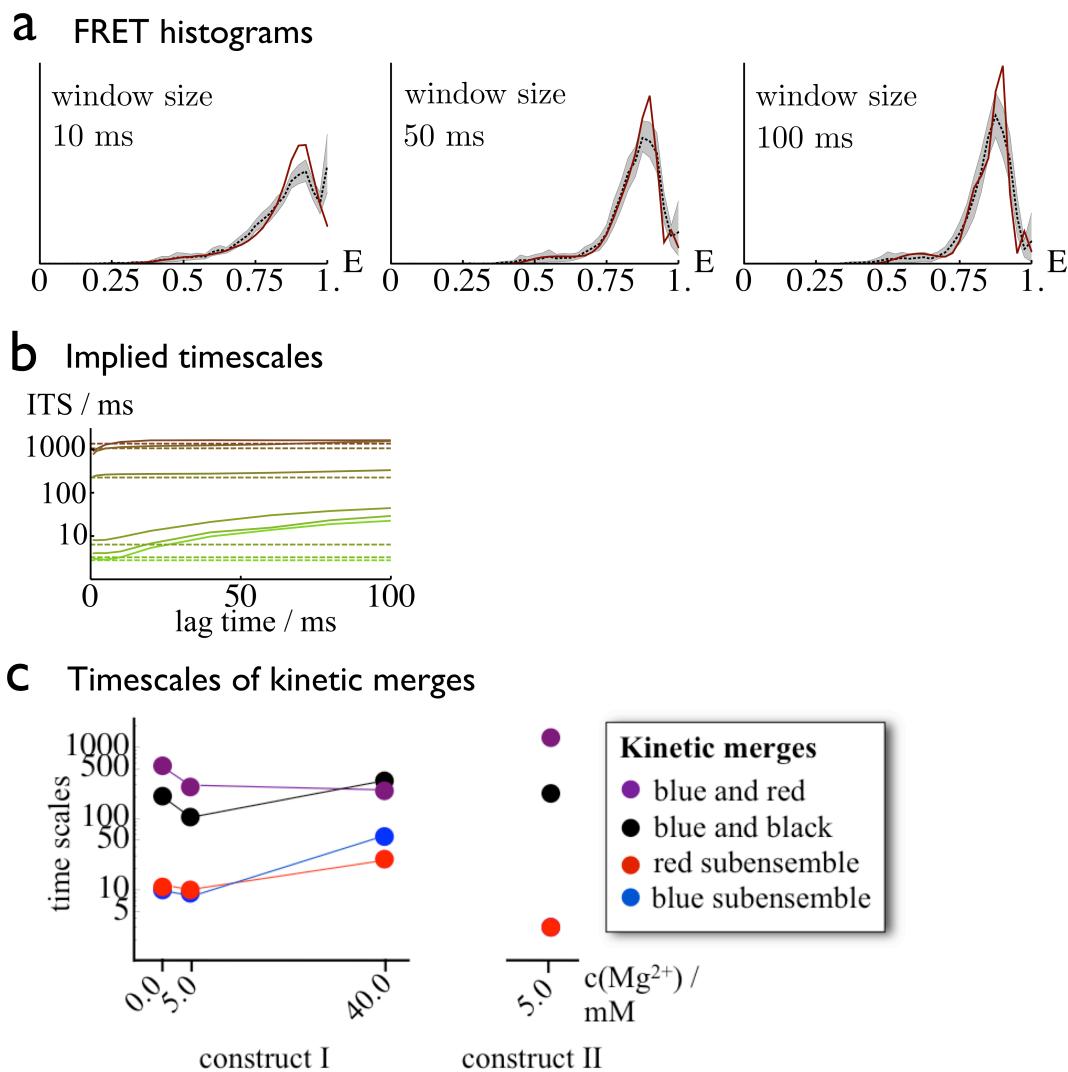 a FRET histograms
window size
10 ms
window size
50 ms
window size
100 ms
0 0.25 0.5 0.75 1. E
0 0.25 0.5 0.75 1. E
0 0.25 0.5 0.75 1. E
b Implied timescales
ITS / ms
1000
100
10
0 50 100
lag time / ms
c Timescales of kinetic merges
time scales
1000
500
100
50
10
5
Kinetic merges
blue and red
blue and black
red subensemble
blue subensemble
0.0 5.0 40.0
5.0
c(Mg²⁺) /
mM
construct I
construct II